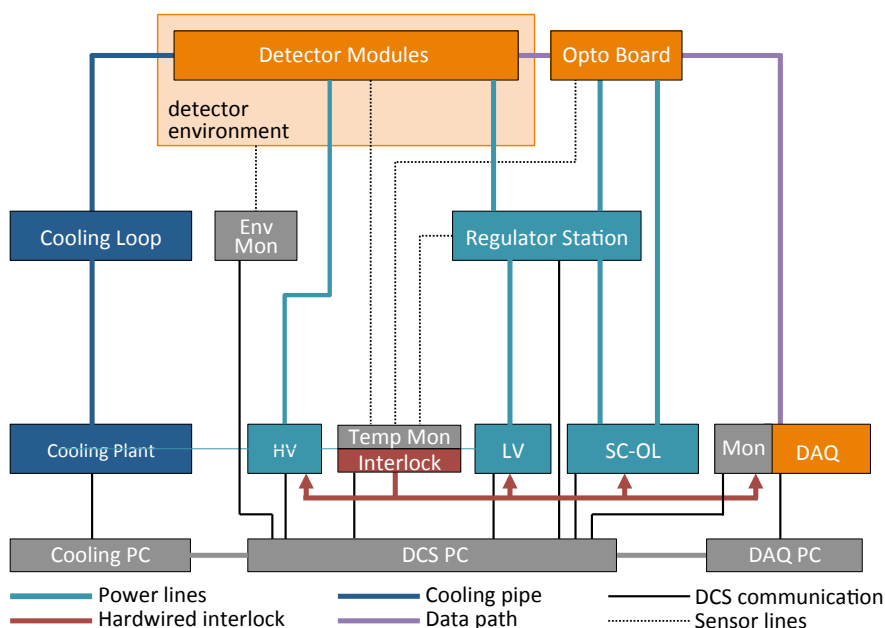 Detector Modules
Opto Board
detector
environment
Cooling Loop
Env
Mon
Regulator Station
Cooling Plant
HV
Temp Mon
Interlock
LV
SC-OL
Mon
DAQ
Cooling PC
DCS PC
DAQ PC
Power lines
Cooling pipe
DCS communication
Hardwired interlock
Data path
Sensor lines